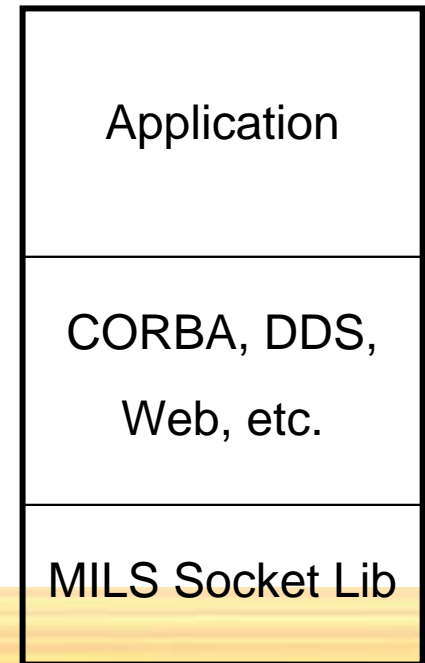 Application
CORBA, DDS,
Web, etc.
MILS Socket Lib